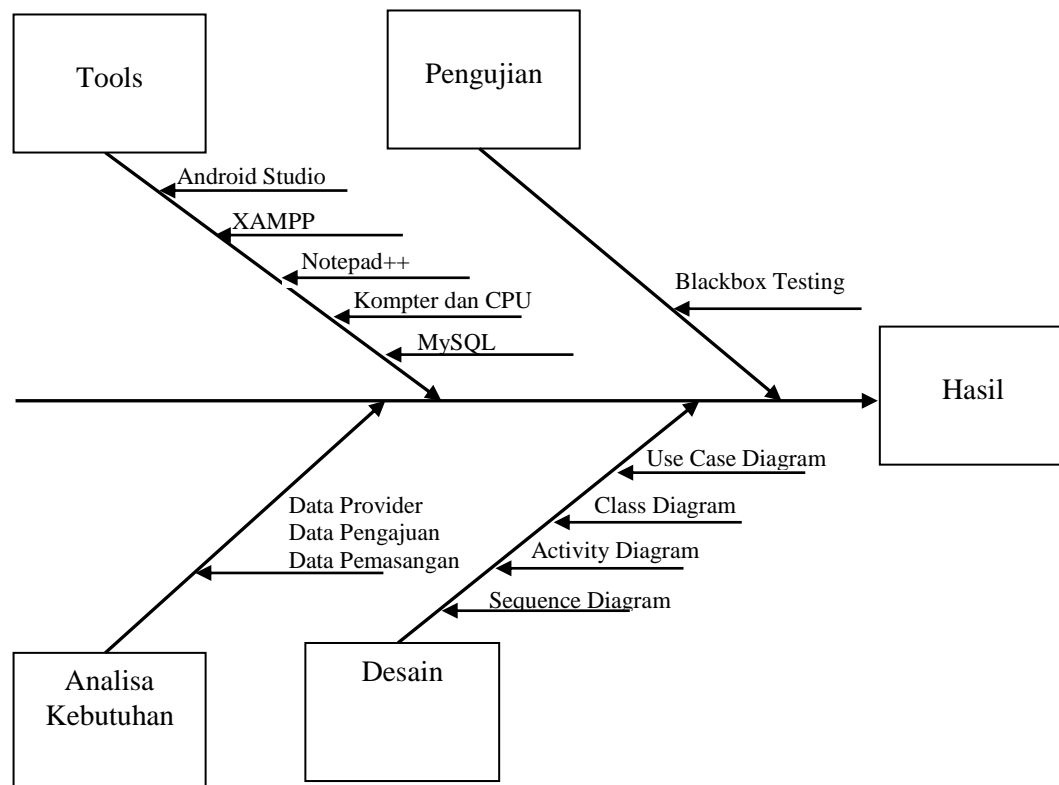 Tools
Pengujian
Android Studio
XAMPP
Notepad++
Kompter dan CPU
MySQL
Blackbox Testing
Hasil
Use Case Diagram
Class Diagram
Activity Diagram
Sequence Diagram
Data Provider
Data Pengajuan
Data Pemasangan
Analisa
Kebutuhan
Desain